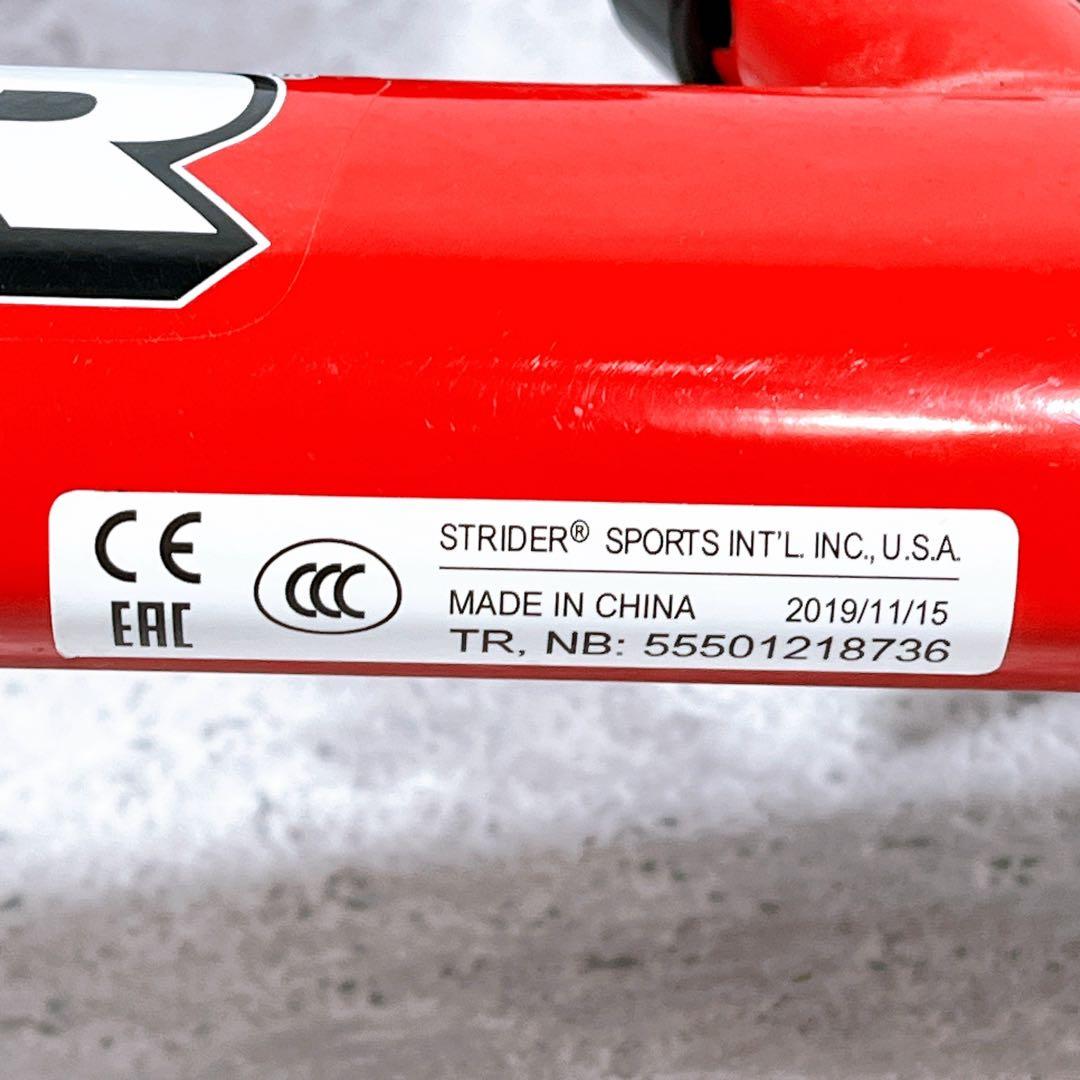 R
CE
EAC
CCC
STRIDER® SPORTS INT'L. INC., U.S.A.
MADE IN CHINA 2019/11/15
TR, NB: 55501218736